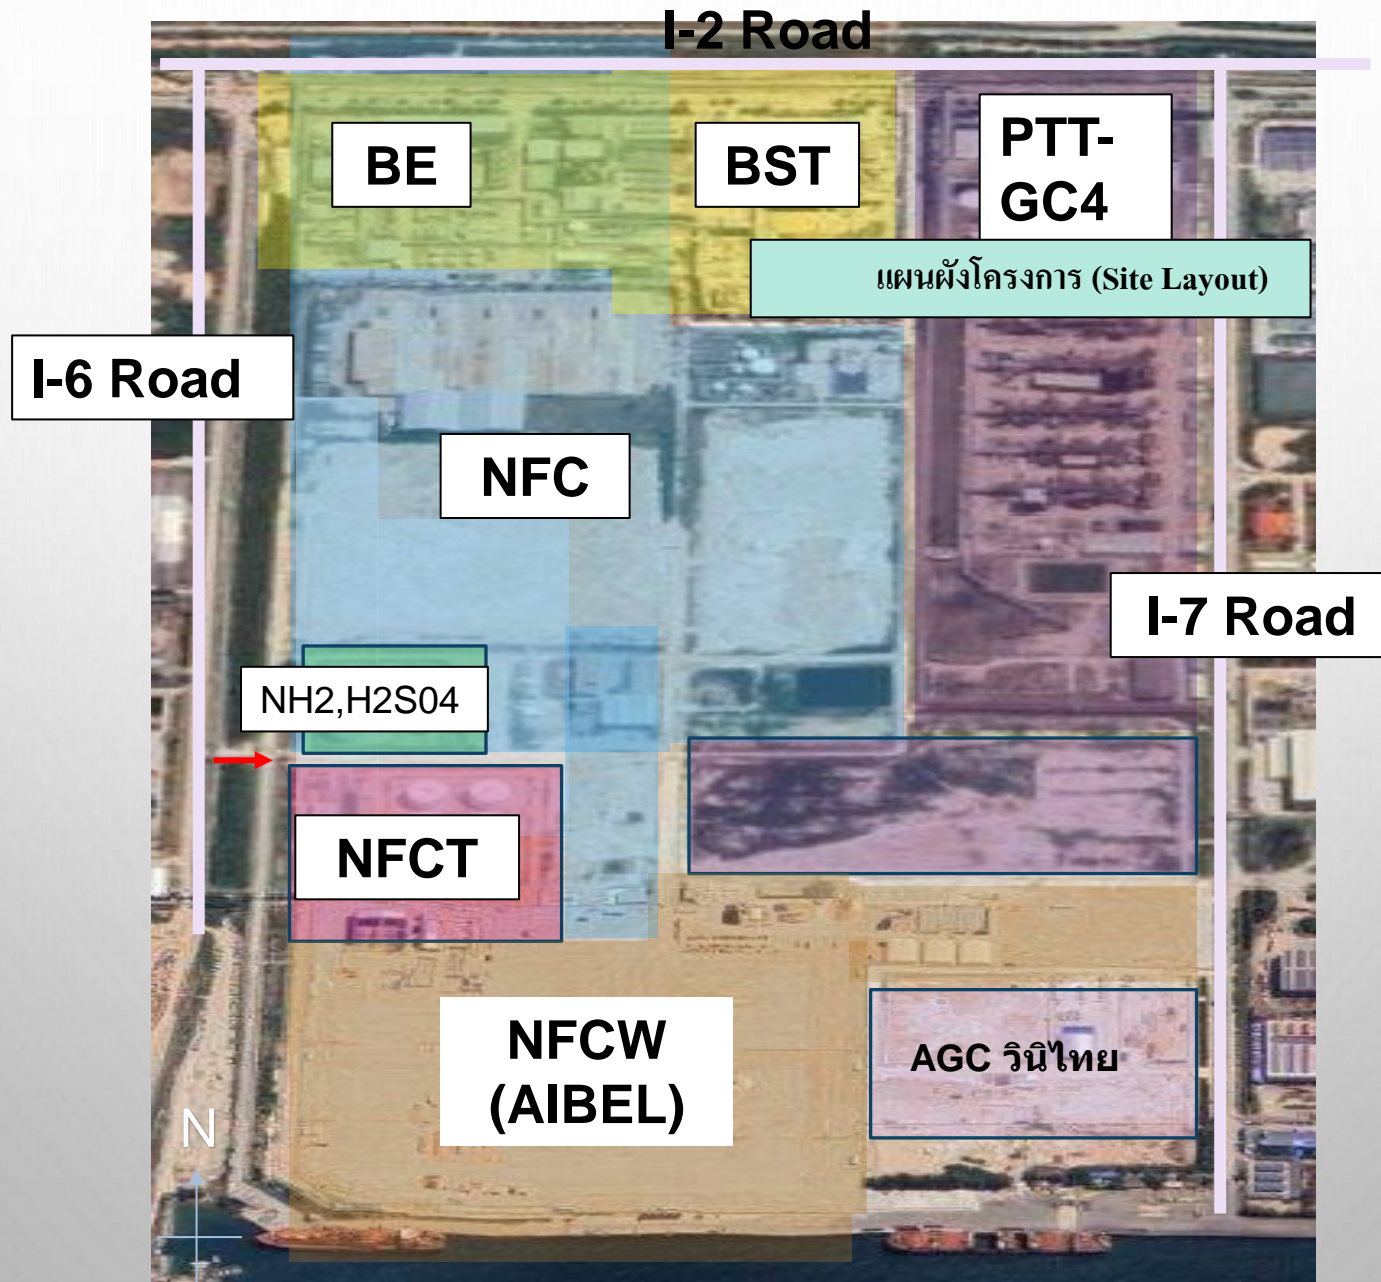 I-2 Road
BE
BST
PTT-
GC4
แผนผังโครงการ (Site Layout)
I-6 Road
NFC
I-7 Road
NH2,H2S04
NFCT
NFCW
(AIBEL)
AGC วินิไทย
N